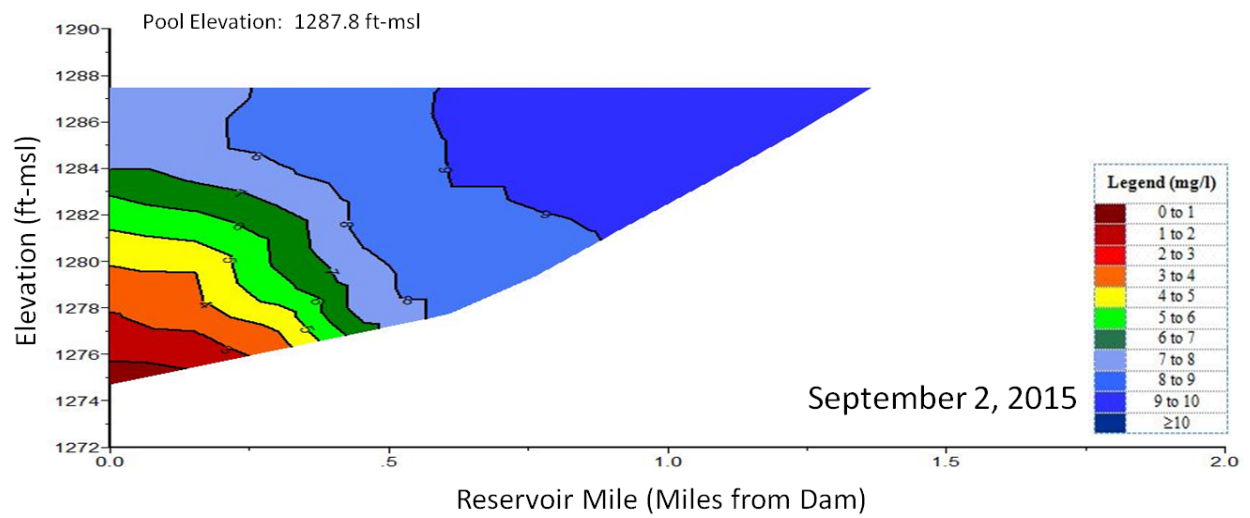 Pool Elevation: 1287.8 ft-msl
1290
1288
1286
1284
1282
1280
1278
1276
1274
1272
Elevation (ft-msl)
0.0
.5
1.0
1.5
2.0
Reservoir Mile (Miles from Dam)
September 2, 2015
Legend (mg/l)
0 to 1
1 to 2
2 to 3
3 to 4
4 to 5
5 to 6
6 to 7
7 to 8
8 to 9
9 to 10
≥10